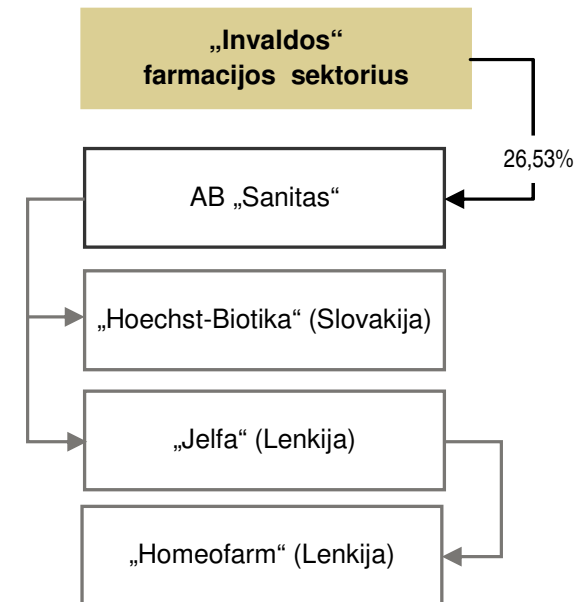 „Invaldos“
farmacijos sektorius
26,53%
AB „Sanitas“
„Hoechst-Biotika“ (Slovakija)
„Jelfa“ (Lenkija)
„Homeofarm“ (Lenkija)